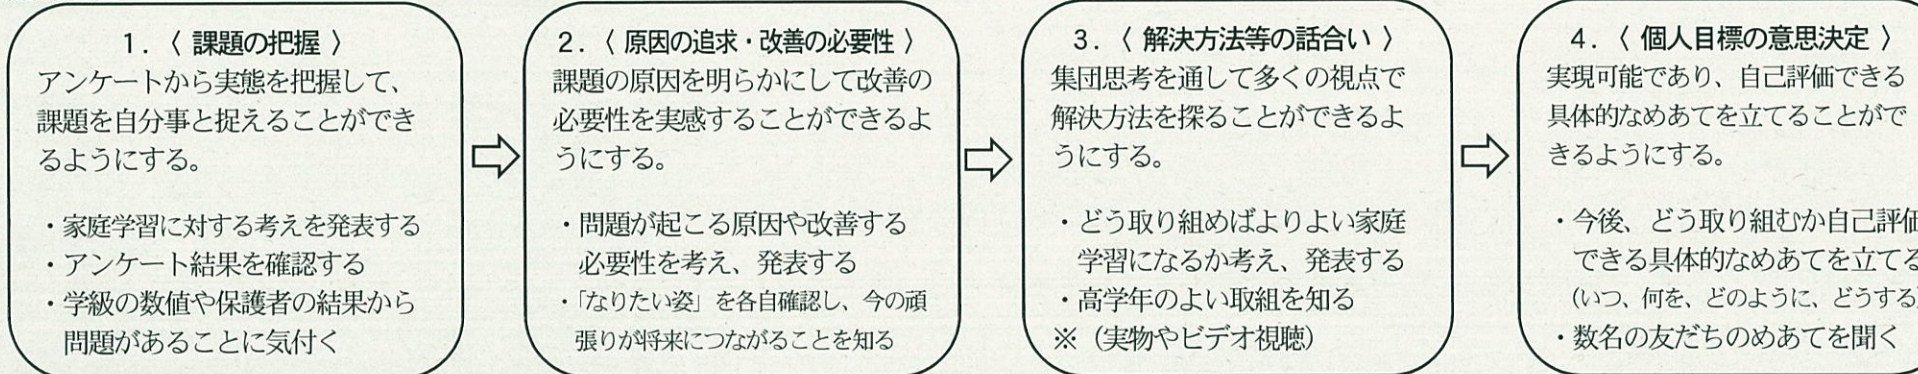 1.〈 課題の把握 〉
アンケートから実態を把握して、
課題を自分事と捉えることができ
るようにする。
・家庭学習に対する考えを発表する
・アンケート結果を確認する
・学級の数値や保護者の結果から
問題があることに気付く
2.〈 原因の追求・改善の必要性 〉
課題の原因を明らかにして改善の
必要性を実感することができるよ
うにする。
・問題が起こる原因や改善する
必要性を考え、発表する
・「なりたい姿」を各自確認し、今の頑
張りが将来につながることを知る
3.〈 解決方法等の話合い 〉
集団思考を通して多くの視点で
解決方法を探ることができるよ
うにする。
・どう取り組めばよりよい家庭
学習になるか考え、発表する
・高学年のよい取組を知る
※（実物やビデオ視聴）
4.〈 個人目標の意思決定 〉
実現可能であり、自己評価できる
具体的なめあてを立てることがで
きるようにする。
・今後、どう取り組むか自己評価
できる具体的なめあてを立てる
（いつ、何を、どのように、どうする
・数名の友だちのめあてを聞く